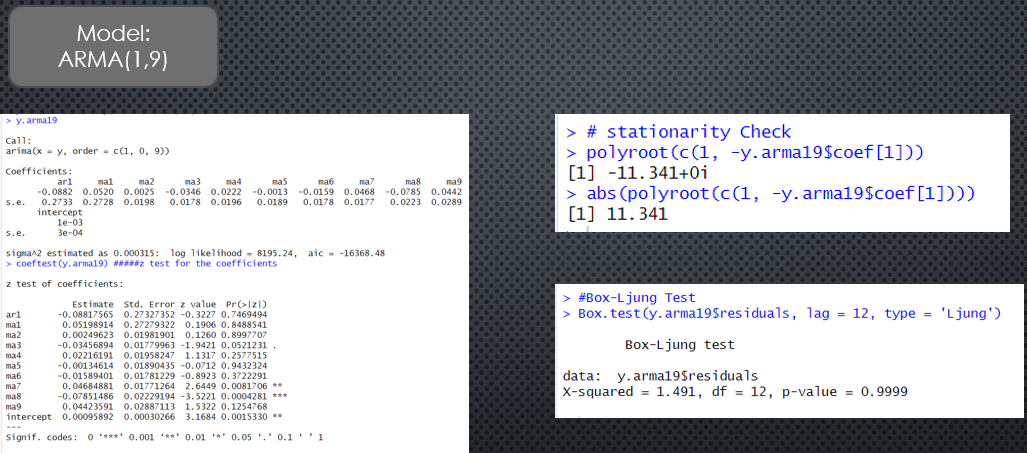 Model:
ARMA(1,9)
> y.arma19
Call:
arima(x = y, order = c(1, 0, 9))
Coefficients:
ar1 ma1 ma2 ma3 ma4 ma5 ma6 ma7 ma8 ma9
-0.0882 0.0520 0.0025 -0.0346 0.0222 -0.0013 -0.0159 0.0468 -0.0785 0.0442
s.e. 0.2733 0.2728 0.0198 0.0178 0.0196 0.0189 0.0178 0.0177 0.0223 0.0289
intercept
1e-03
s.e. 3e-04
sigma^2 estimated as 0.000315: log likelihood = 8195.24, aic = -16368.48
> coeftest(y.arma19) #####z test for the coefficients
z test of coefficients:
Estimate Std. Error z value Pr(>|z|)
ar1 -0.08817565 0.27327352 -0.3227 0.7469494
ma1 0.05198914 0.27279322 0.1906 0.8488541
ma2 0.00249623 0.01981901 0.1260 0.8997707
ma3 -0.03456894 0.01779963 -1.9421 0.0521231 .
ma4 0.02216191 0.01958247 1.1317 0.2577515
ma5 -0.00134614 0.01890435 -0.0712 0.9432324
ma6 -0.01589401 0.01781229 -0.8923 0.3722291
ma7 0.04684881 0.01771264 2.6449 0.0081706 **
ma8 -0.07851486 0.02229194 -3.5221 0.0004281 ***
ma9 0.04423591 0.02887113 1.5322 0.1254768
intercept 0.00095892 0.00030266 3.1684 0.0015330 **
---
Signif. codes: 0 ‘***’ 0.001 ‘**’ 0.01 ‘*’ 0.05 ‘.’ 0.1 ‘ ’ 1
> # stationarity Check
> polyroot(c(1, -y.arma19$coef[1]))
[1] -11.341+0i
> abs(polyroot(c(1, -y.arma19$coef[1])))
[1] 11.341
> #Box-Ljung Test
> Box.test(y.arma19$residuals, lag = 12, type = 'Ljung')
Box-Ljung test
data: y.arma19$residuals
X-squared = 1.491, df = 12, p-value = 0.9999